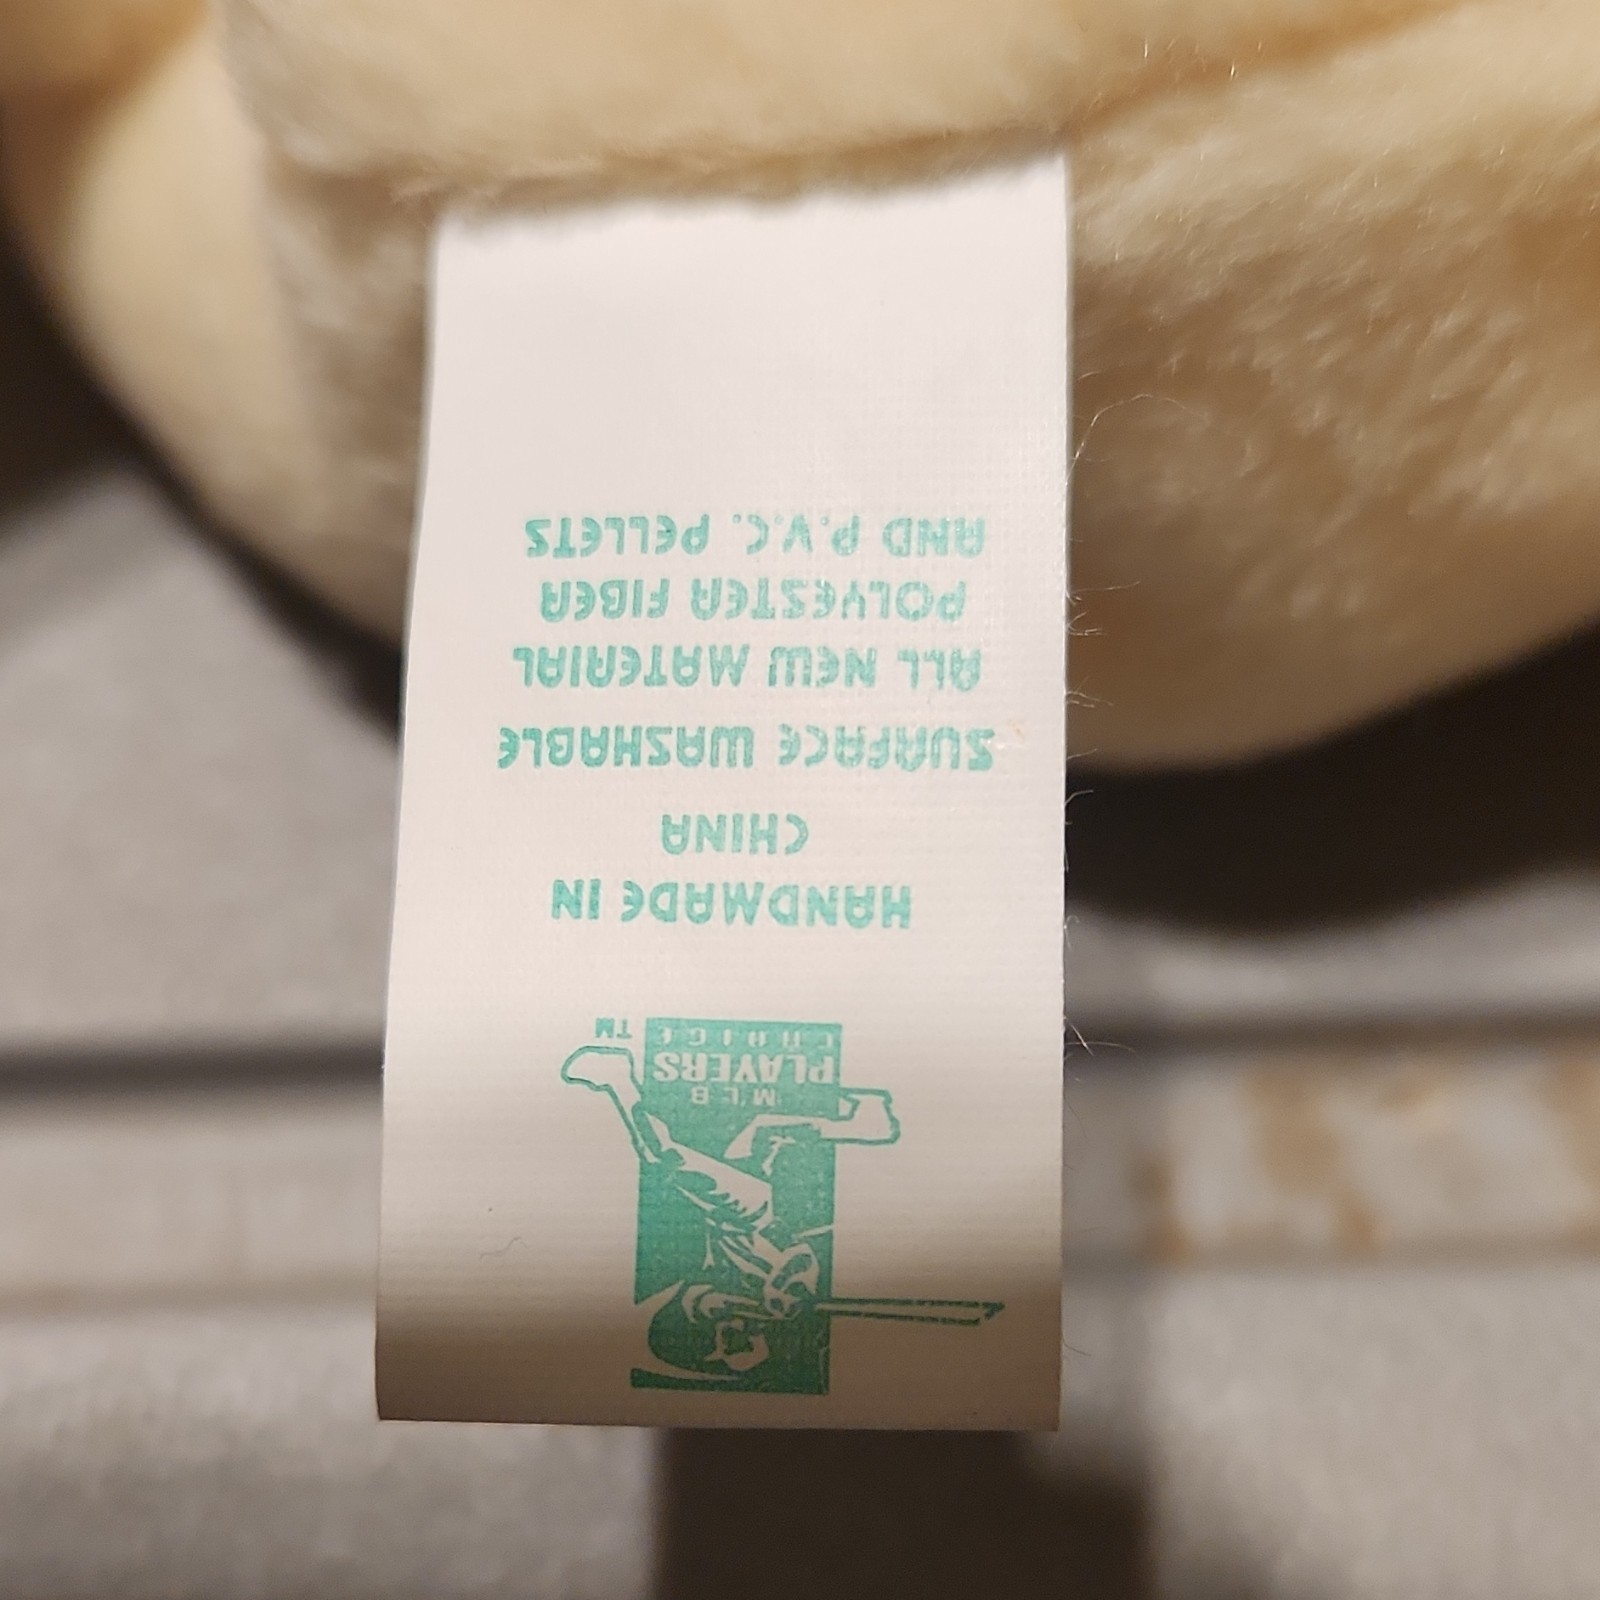 MLB
PLAYERS
CHOICE
TM
HANDMADE IN
CHINA
SURFACE WASHABLE
ALL NEW MATERIAL
POLYESTER FIBER
AND P.V.C. PELLETS